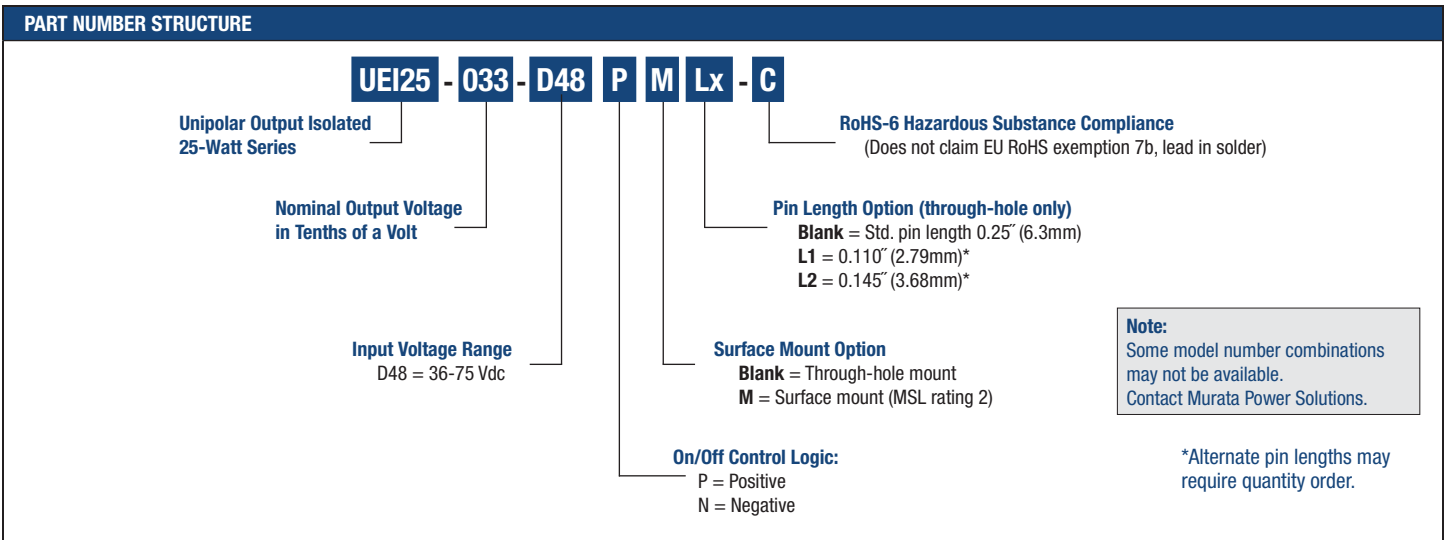 PART NUMBER STRUCTURE
UEI25 - 033 - D48 P M Lx - C
Unipolar Output Isolated
25-Watt Series
RoHS-6 Hazardous Substance Compliance
(Does not claim EU RoHS exemption 7b, lead in solder)
Nominal Output Voltage
in Tenths of a Volt
Pin Length Option (through-hole only)
Blank = Std. pin length 0.25˝ (6.3mm)
L1 = 0.110˝ (2.79mm)*
L2 = 0.145˝ (3.68mm)*
Input Voltage Range
D48 = 36-75 Vdc
Surface Mount Option
Blank = Through-hole mount
M = Surface mount (MSL rating 2)
Note:
Some model number combinations
may not be available.
Contact Murata Power Solutions.
On/Off Control Logic:
P = Positive
N = Negative
*Alternate pin lengths may
require quantity order.